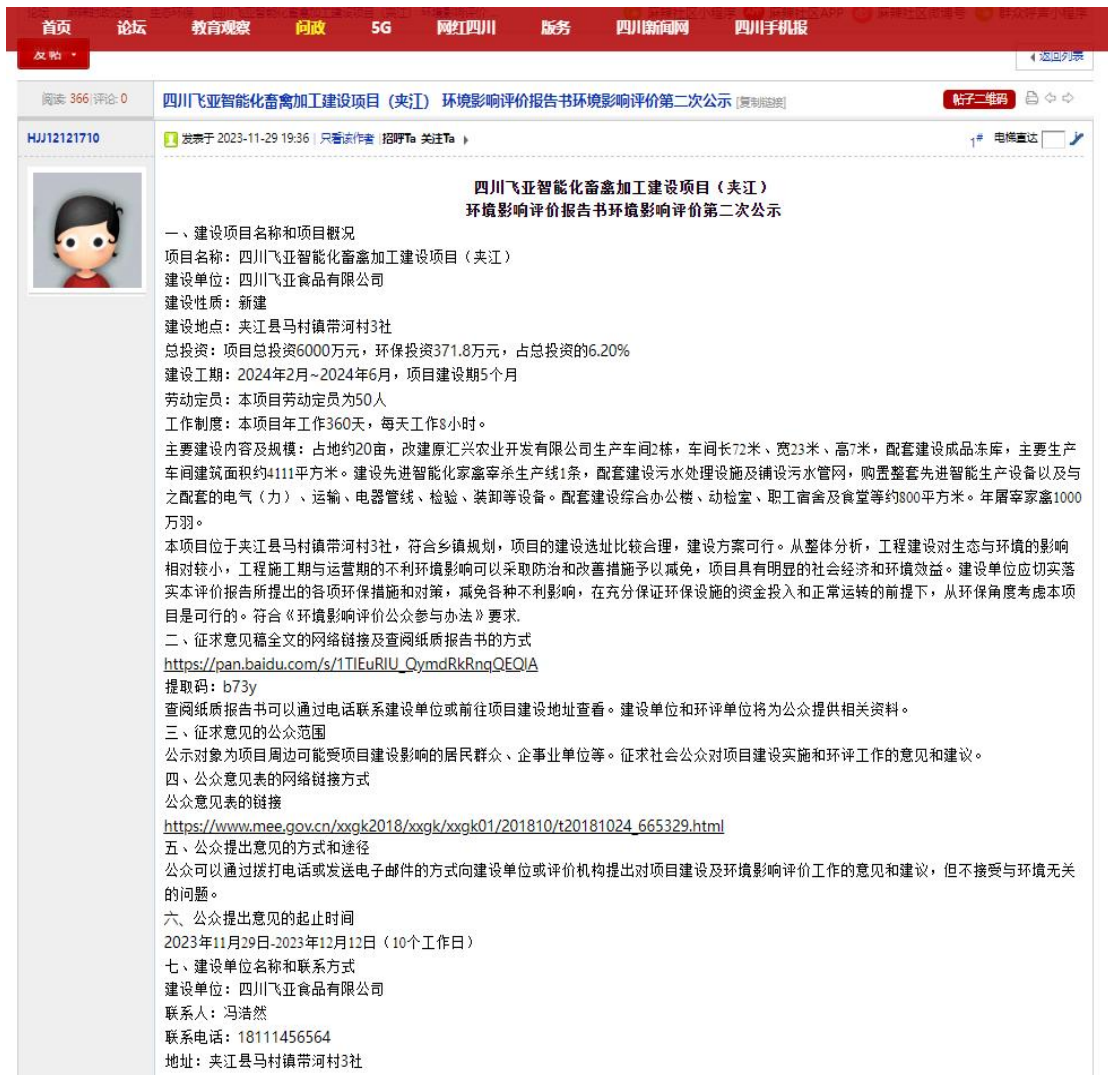 首页 论坛 教育观察 问政 5G 网红四川 版务 四川新闻网 四川手机报
发帖
返回列表
阅读: 366|评论: 0
四川飞亚智能化畜禽加工建设项目（夹江） 环境影响评价报告书环境影响评价第二次公示 [复制链接]
帖子二维码
HJJ12121710
发表于 2023-11-29 19:36 | 只看该作者 |招呼Ta 关注Ta
1# 电梯直达
四川飞亚智能化畜禽加工建设项目（夹江）
环境影响评价报告书环境影响评价第二次公示
一、建设项目名称和项目概况
项目名称：四川飞亚智能化畜禽加工建设项目（夹江）
建设单位：四川飞亚食品有限公司
建设性质：新建
建设地点：夹江县马村镇带河村3社
总投资：项目总投资6000万元，环保投资371.8万元，占总投资的6.20%
建设工期：2024年2月~2024年6月，项目建设期5个月
劳动定员：本项目劳动定员为50人
工作制度：本项目年工作360天，每天工作8小时。
主要建设内容及规模：占地约20亩，改建原汇兴农业开发有限公司生产车间2栋，车间长72米、宽23米、高7米，配套建设成品冻库，主要生产
车间建筑面积约4111平方米。建设先进智能化家禽宰杀生产线1条，配套建设污水处理设施及铺设污水管网，购置整套先进智能生产设备以及与
之配套的电气（力）、运输、电器管线、检验、装卸等设备。配套建设综合办公楼、动检室、职工宿舍及食堂等约800平方米。年屠宰家禽1000
万羽。
本项目位于夹江县马村镇带河村3社，符合乡镇规划，项目的建设选址比较合理，建设方案可行。从整体分析，工程建设对生态与环境的影响
相对较小，工程施工期与运营期的不利环境影响可以采取防治和改善措施予以减免，项目具有明显的社会经济和环境效益。建设单位应切实落
实本评价报告所提出的各项环保措施和对策，减免各种不利影响，在充分保证环保设施的资金投入和正常运转的前提下，从环保角度考虑本项
目是可行的。符合《环境影响评价公众参与办法》要求.
二、征求意见稿全文的网络链接及查阅纸质报告书的方式
https://pan.baidu.com/s/1TlEuRlU_QymdRkRnqQEQlA
提取码：b73y
查阅纸质报告书可以通过电话联系建设单位或前往项目建设地址查看。建设单位和环评单位将为公众提供相关资料。
三、征求意见的公众范围
公示对象为项目周边可能受项目建设影响的居民群众、企事业单位等。征求社会公众对项目建设实施和环评工作的意见和建议。
四、公众意见表的网络链接方式
公众意见表的链接
https://www.mee.gov.cn/xxgk2018/xxgk/xxgk01/201810/t20181024_665329.html
五、公众提出意见的方式和途径
公众可以通过拨打电话或发送电子邮件的方式向建设单位或评价机构提出对项目建设及环境影响评价工作的意见和建议，但不接受与环境无关
的问题。
六、公众提出意见的起止时间
2023年11月29日-2023年12月12日（10个工作日）
七、建设单位名称和联系方式
建设单位：四川飞亚食品有限公司
联系人：冯浩然
联系电话：18111456564
地址：夹江县马村镇带河村3社